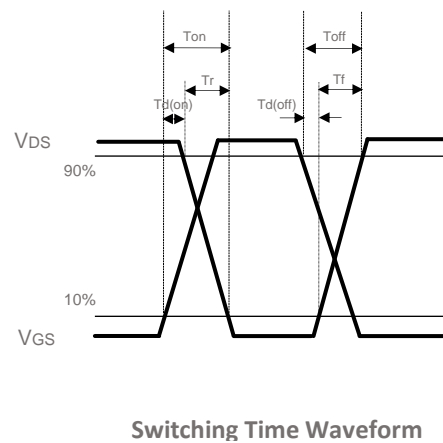 Ton Toff
Tr Tf
Td(on) Td(off)
VDS
90%
10%
VGS
Switching Time Waveform